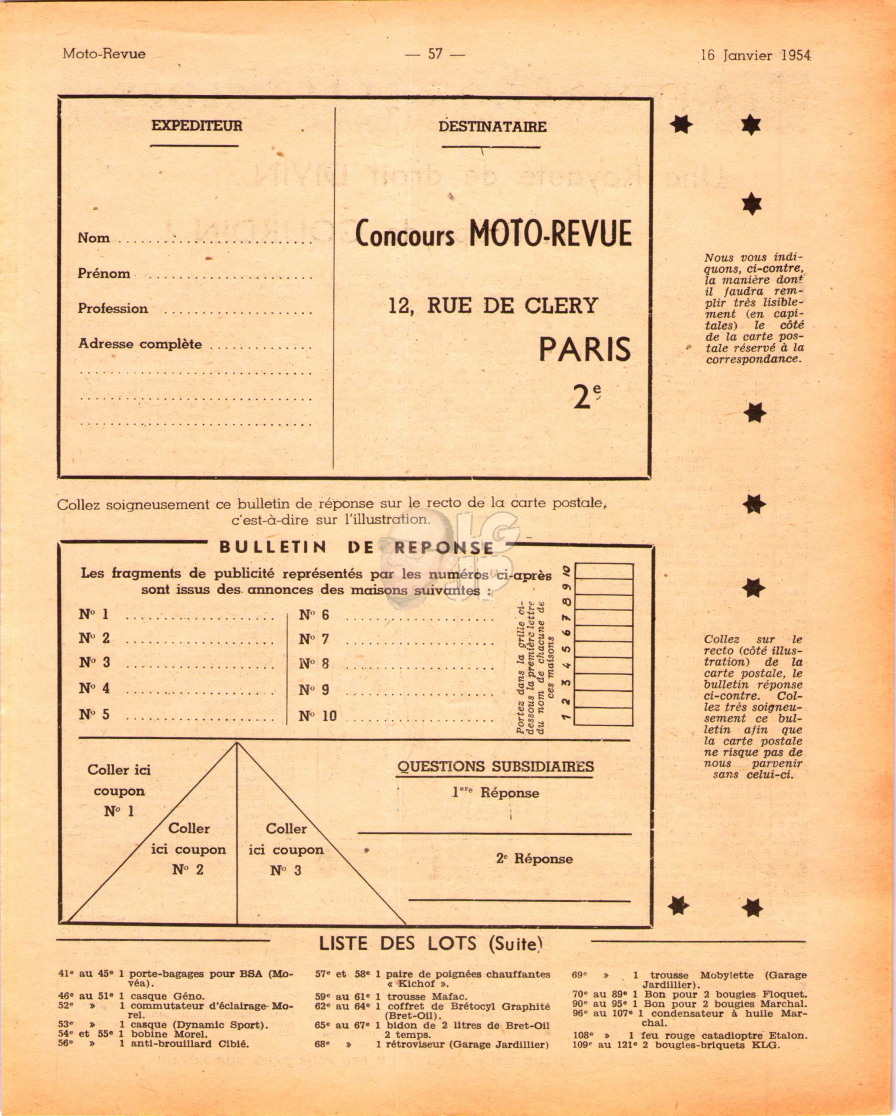 Moto-Revue — 57 — 16 Janvier 1954
EXPEDITEUR
Nom
Prénom
Profession
Adresse complète
DESTINATAIRE
Concours MOTO-REVUE
12, RUE DE CLERY
PARIS
2e
Nous vous indi-
quons, ci-contre,
la manière dont
il faudra rem-
plir très lisible-
ment (en capi-
tales) le côté
de la carte pos-
tale réservé à la
correspondance.
Collez soigneusement ce bulletin de réponse sur le recto de la carte postale,
c'est-à-dire sur l'illustration.
BULLETIN DE REPONSE
Les fragments de publicité représentés par les numéros ci-après
sont issus des annonces des maisons suivantes :
No 1
No 2
No 3
No 4
No 5
No 6
No 7
No 8
No 9
No 10
Portez dans la grille ci-
dessous la première lettre
du nom de chacune de
ces maisons
1 2 3 4 5 6 7 8 9 10
Collez sur le
recto (côté illus-
tration) de la
carte postale, le
bulletin réponse
ci-contre. Col-
lez très soigneu-
sement ce bul-
letin afin que
la carte postale
ne risque pas de
nous parvenir
sans celui-ci.
Coller ici
coupon
No 1
Coller
ici coupon
No 2
Coller
ici coupon
No 3
QUESTIONS SUBSIDIAIRES
1ere Réponse
2e Réponse
LISTE DES LOTS (Suite)
41e au 45e 1 porte-bagages pour BSA (Mo-
véa).
46e au 51e 1 casque Géno.
52e » 1 commutateur d'éclairage Mo-
rel.
53e » 1 casque (Dynamic Sport).
54e et 55e 1 bobine Morel.
56e » 1 anti-brouillard Cibié.
57e et 58e 1 paire de poignées chauffantes
« Kichof ».
59e au 61e 1 trousse Mafac.
62e au 64e 1 coffret de Brétocyl Graphité
(Bret-Oil).
65e au 67e 1 bidon de 2 litres de Bret-Oil
2 temps.
68e » 1 rétroviseur (Garage Jardillier)
69e » 1 trousse Mobylette (Garage
Jardillier).
70e au 89e 1 Bon pour 2 bougies Floquet.
90e au 95e 1 Bon pour 2 bougies Marchal.
96e au 107e 1 condensateur à huile Mar-
chal.
108e » 1 feu rouge catadioptre Etalon.
109e au 121e 2 bougies-briquets KLG.